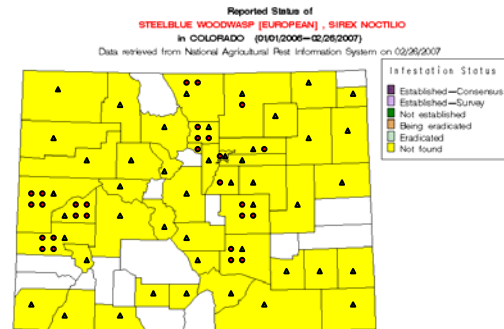 Reported Status of
STEELBLUE WOODWASP [EUROPEAN] , SIREX NOCTILIO
in COLORADO (01/01/2006—02/26/2007)
Data retrieved from National Agricultural Pest Information System on 02/26/2007
Infestation Status
Established—Consensus
Established—Survey
Not established
Being eradicated
Eradicated
Not found